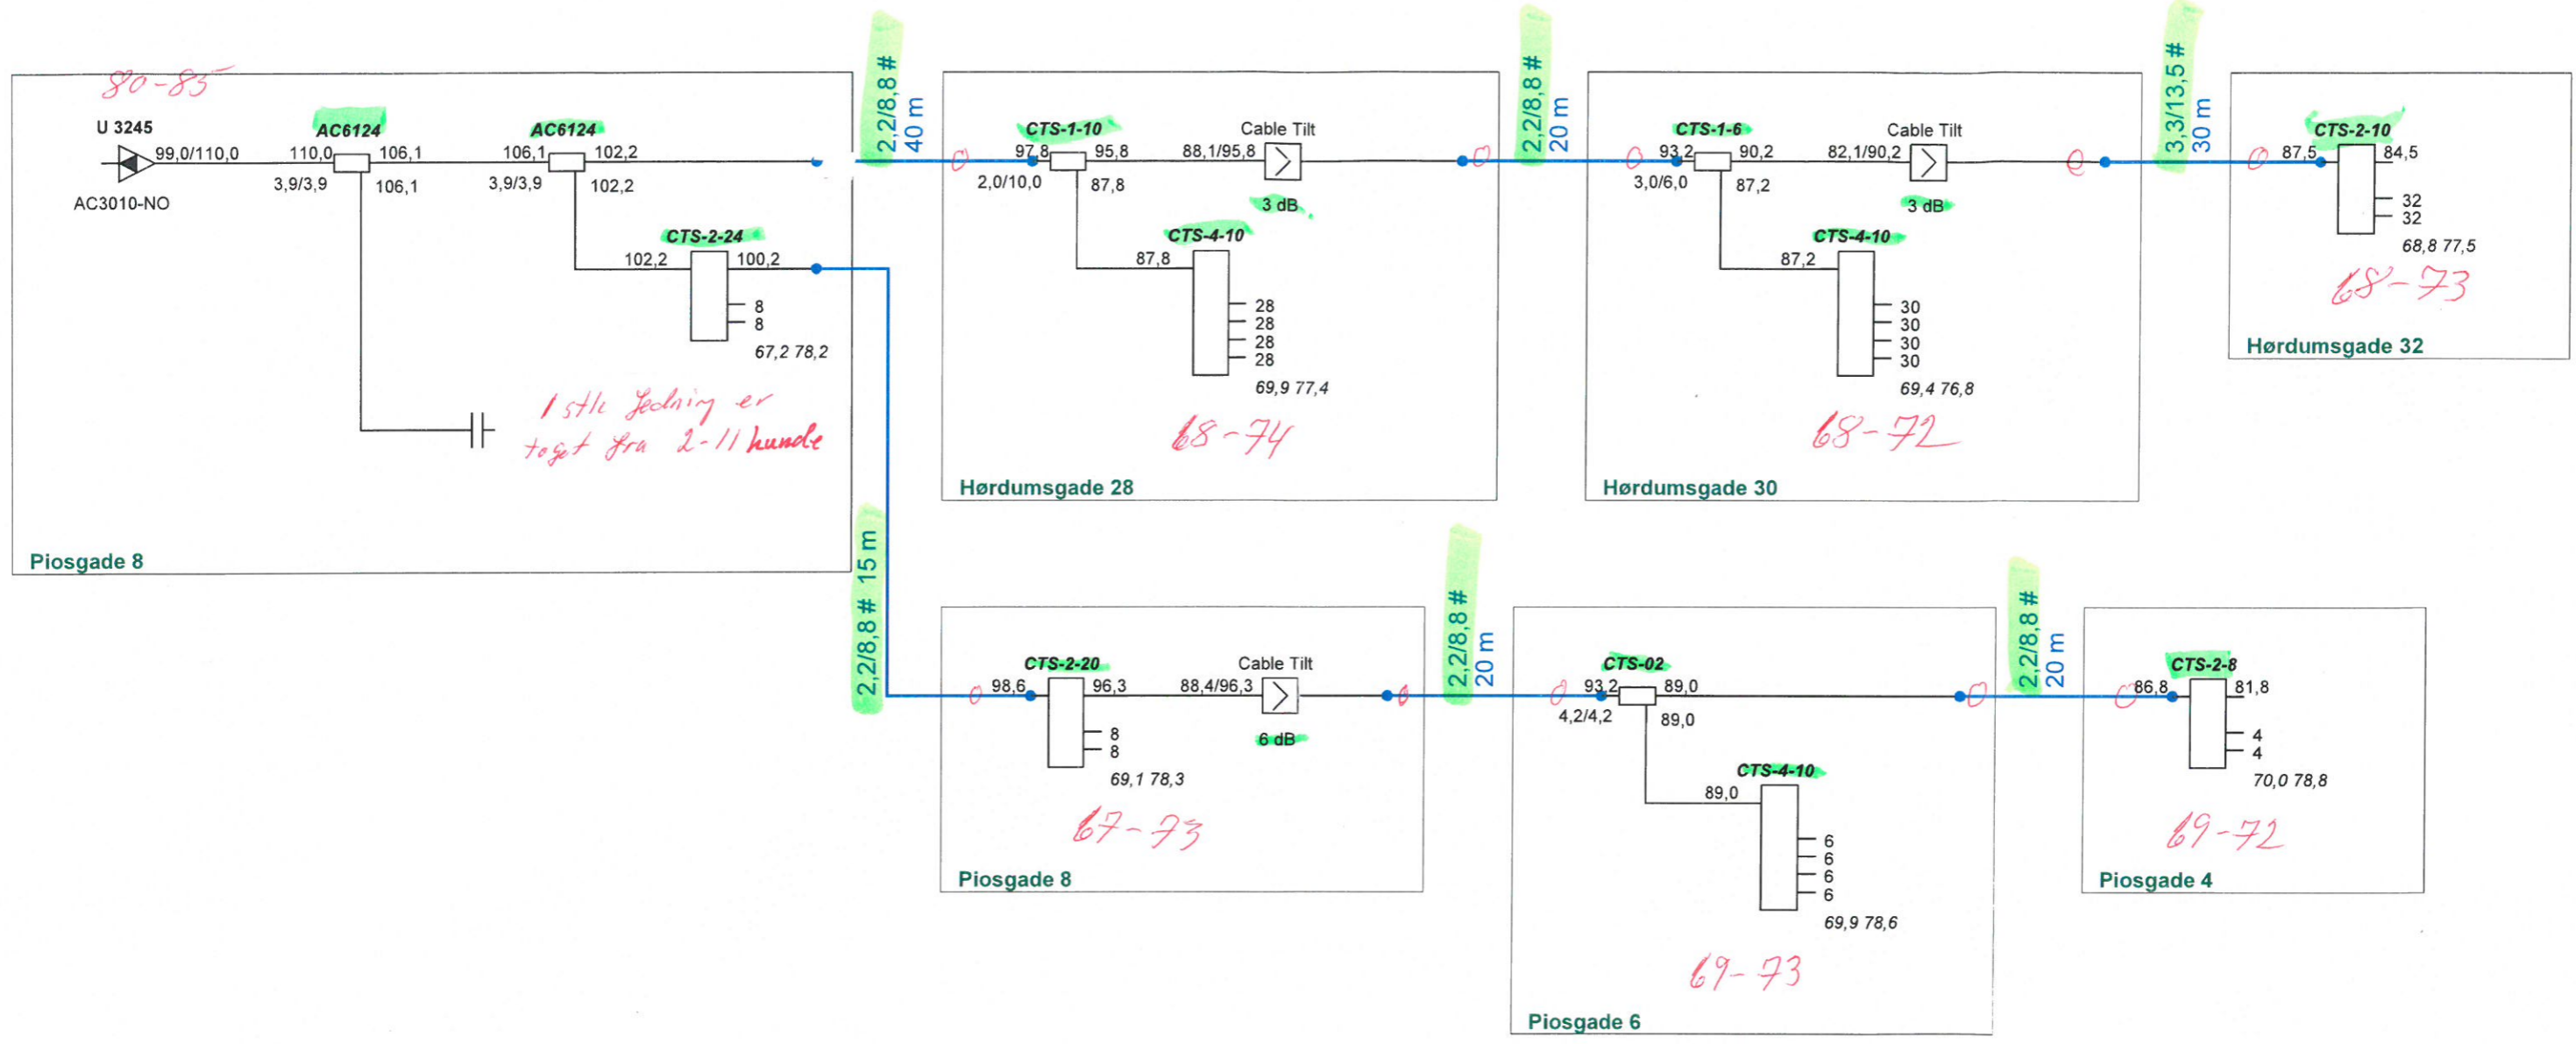 80-85
U 3245
AC3010-NO
99,0/110,0
AC6124
110,0
106,1
3,9/3,9
106,1
AC6124
106,1
102,2
3,9/3,9
102,2
CTS-2-24
102,2
100,2
8
8
67,2 78,2
1 stk ledning er
taget fra 2-11 kunde
Piosgade 8
2,2/8,8 #
40 m
CTS-1-10
97,8
95,8
2,0/10,0
87,8
88,1/95,8
Cable Tilt
3 dB
CTS-4-10
87,8
28
28
28
28
69,9 77,4
68-74
Hørdumsgade 28
2,2/8,8 #
20 m
CTS-1-6
93,2
90,2
3,0/6,0
87,2
82,1/90,2
Cable Tilt
3 dB
CTS-4-10
87,2
30
30
30
30
69,4 76,8
68-72
Hørdumsgade 30
3,3/13,5 #
30 m
CTS-2-10
87,5
84,5
32
32
68,8 77,5
68-73
Hørdumsgade 32
2,2/8,8 # 15 m
CTS-2-20
98,6
96,3
88,4/96,3
Cable Tilt
6 dB
8
8
69,1 78,3
67-73
Piosgade 8
2,2/8,8 #
20 m
CTS-02
93,2
89,0
4,2/4,2
89,0
CTS-4-10
89,0
6
6
6
6
69,9 78,6
69-73
Piosgade 6
2,2/8,8 #
20 m
CTS-2-8
86,8
81,8
4
4
70,0 78,8
69-72
Piosgade 4